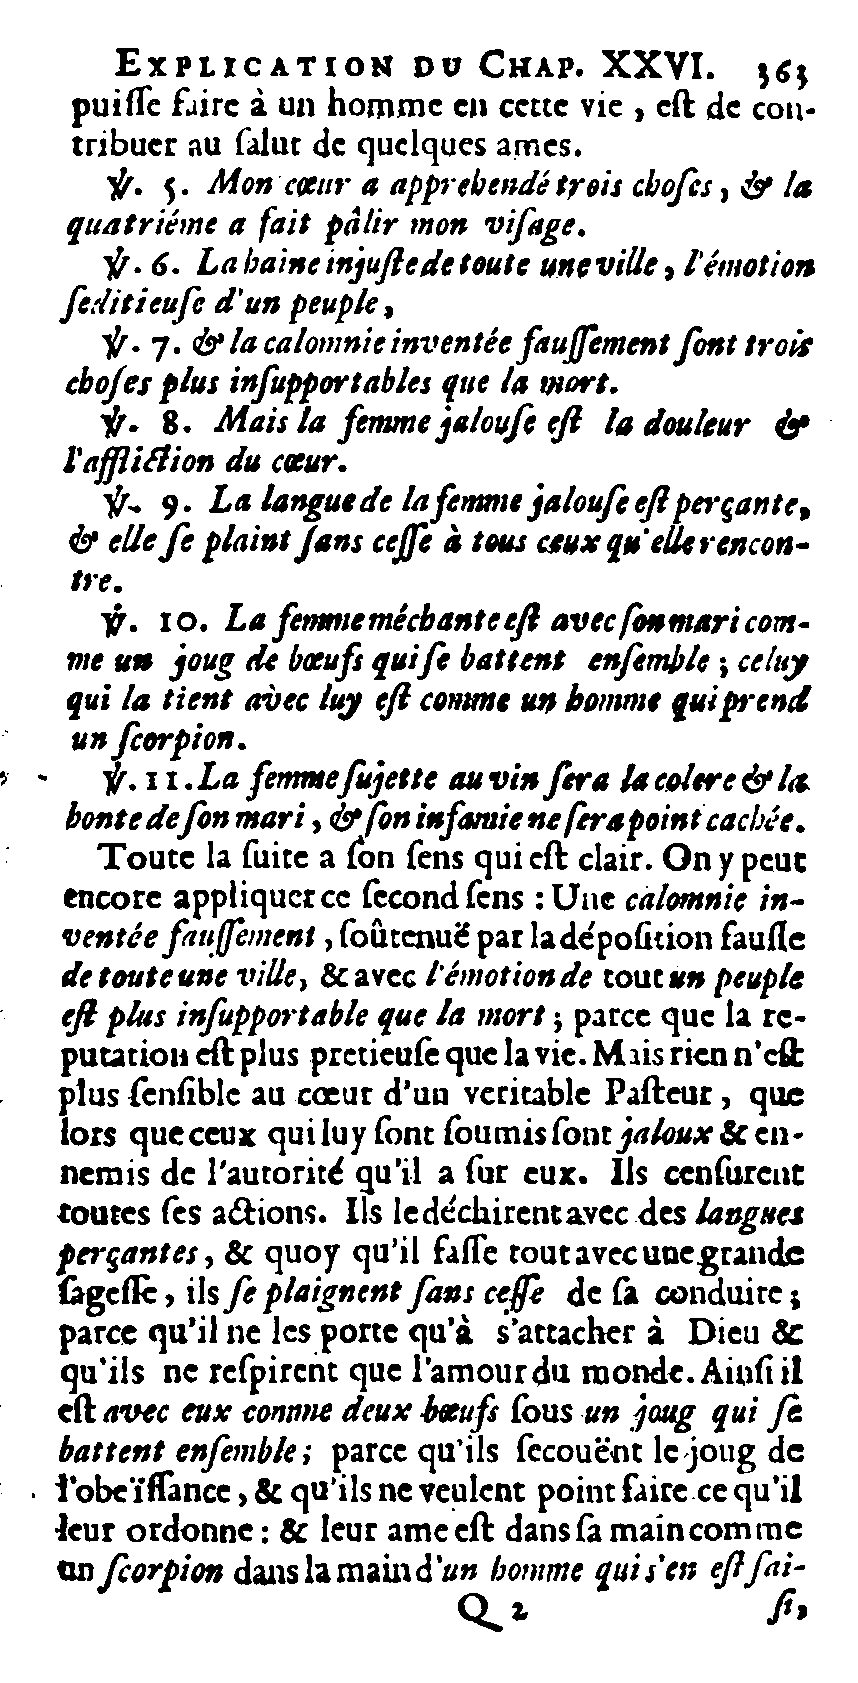 EXPLICATION DU CHAP. XXVI. 363
puiſſe faire à un homme en cette vie, eſt de con-
tribuer au ſalut de quelques ames.
℣. 5. Mon cœur a apprehendé trois choſes, & la
quatriéme a fait pâlir mon viſage.
℣. 6. La haine injuſte de toute une ville, l'émotion
ſeditieuſe d'un peuple,
℣. 7. & la calomnie inventée fauſſement ſont trois
choſes plus inſupportables que la mort.
℣. 8. Mais la femme jalouſe eſt la douleur &
l'affliction du cœur.
℣. 9. La langue de la femme jalouſe eſt perçante,
& elle ſe plaint ſans ceſſe à tous ceux qu'elle rencon-
tre.
℣. 10. La femme méchante eſt avec ſon mari com-
me un joug de bœufs qui ſe battent enſemble; celuy
qui la tient avec luy eſt comme un homme qui prend
un ſcorpion.
℣. 11. La femme ſujette au vin ſera la colere & la
honte de ſon mari, & ſon infamie ne ſera point cachée.
Toute la ſuite a ſon ſens qui eſt clair. On y peut
encore appliquer ce ſecond ſens : Une calomnie in-
ventée fauſſement, ſoûtenuë par la dépoſition fauſſe
de toute une ville, & avec l'émotion de tout un peuple
eſt plus inſupportable que la mort; parce que la re-
putation eſt plus pretieuſe que la vie. Mais rien n'eſt
plus ſenſible au cœur d'un veritable Paſteur, que
lors que ceux qui luy ſont ſoumis ſont jaloux & en-
nemis de l'autorité qu'il a ſur eux. Ils cenſurent
toutes ſes actions. Ils le déchirent avec des langues
perçantes, & quoy qu'il faſſe tout avec une grande
ſageſſe, ils ſe plaignent ſans ceſſe de ſa conduite;
parce qu'il ne les porte qu'à s'attacher à Dieu &
qu'ils ne reſpirent que l'amour du monde. Ainſi il
eſt avec eux comme deux bœufs ſous un joug qui ſe
battent enſemble; parce qu'ils ſecouënt le joug de
l'obeïſſance, & qu'ils ne veulent point faire ce qu'il
leur ordonne : & leur ame eſt dans ſa main comme
un ſcorpion dans la main d'un homme qui s'en eſt ſai-
Q 2 ſi,